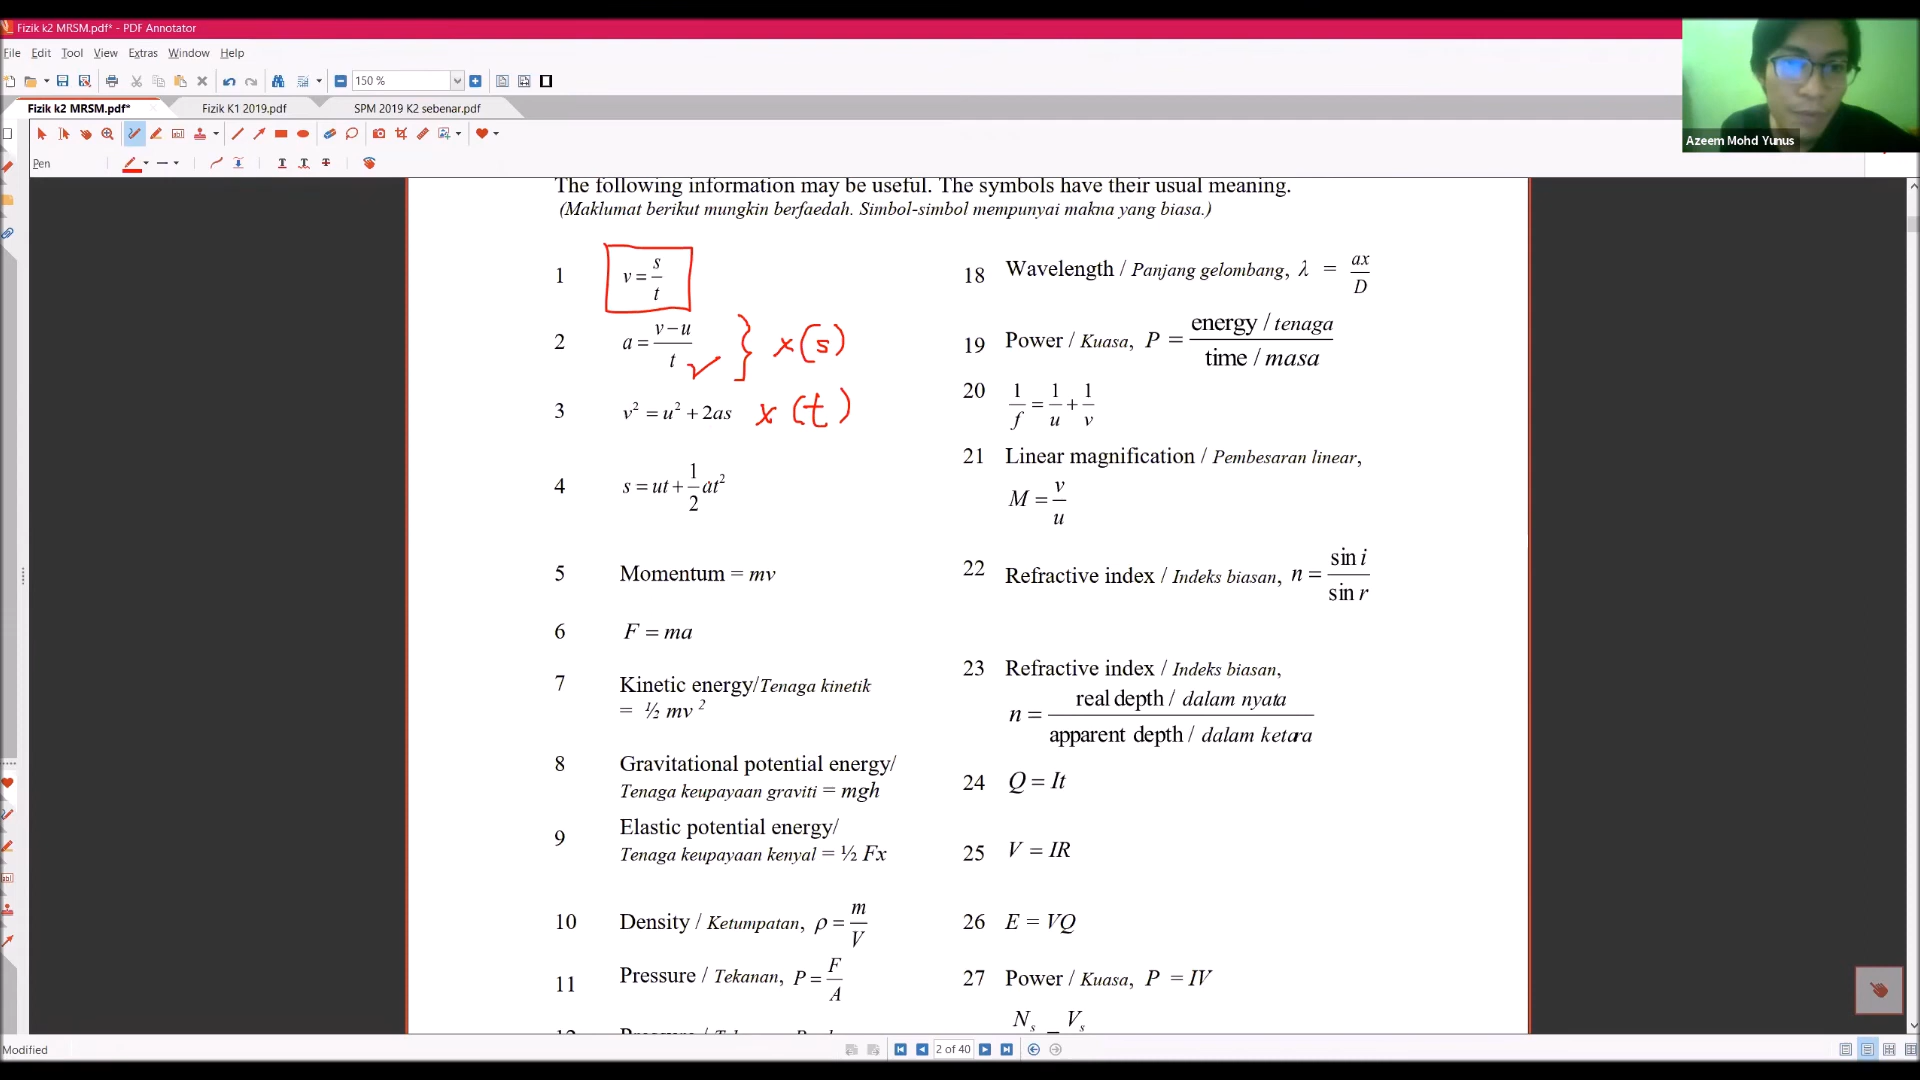 Fizik k2 MRSM.pdf* - PDF Annotator
File Edit Tool View Extras Window Help
150 %
Fizik k2 MRSM.pdf* Fizik K1 2019.pdf SPM 2019 K2 sebenar.pdf
Azeem Mohd Yunus
Pen
The following information may be useful. The symbols have their usual meaning.
(Maklumat berikut mungkin berfaedah. Simbol-simbol mempunyai makna yang biasa.)
1 v = s/t
2 a = (v − u)/t ✓ } x (s)
3 v² = u² + 2as x (t)
4 s = ut + 1/2 at²
5 Momentum = mv
6 F = ma
7 Kinetic energy/Tenaga kinetik
= ½ mv ²
8 Gravitational potential energy/
Tenaga keupayaan graviti = mgh
9 Elastic potential energy/
Tenaga keupayaan kenyal = ½ Fx
10 Density / Ketumpatan, ρ = m/V
11 Pressure / Tekanan, P = F/A
18 Wavelength / Panjang gelombang, λ = ax/D
19 Power / Kuasa, P = energy / tenaga
time / masa
20 1/f = 1/u + 1/v
21 Linear magnification / Pembesaran linear,
M = v/u
22 Refractive index / Indeks biasan, n = sin i/sin r
23 Refractive index / Indeks biasan,
n = real depth / dalam nyata
apparent depth / dalam ketara
24 Q = It
25 V = IR
26 E = VQ
27 Power / Kuasa, P = IV
Ns = Vs
Modified
2 of 40